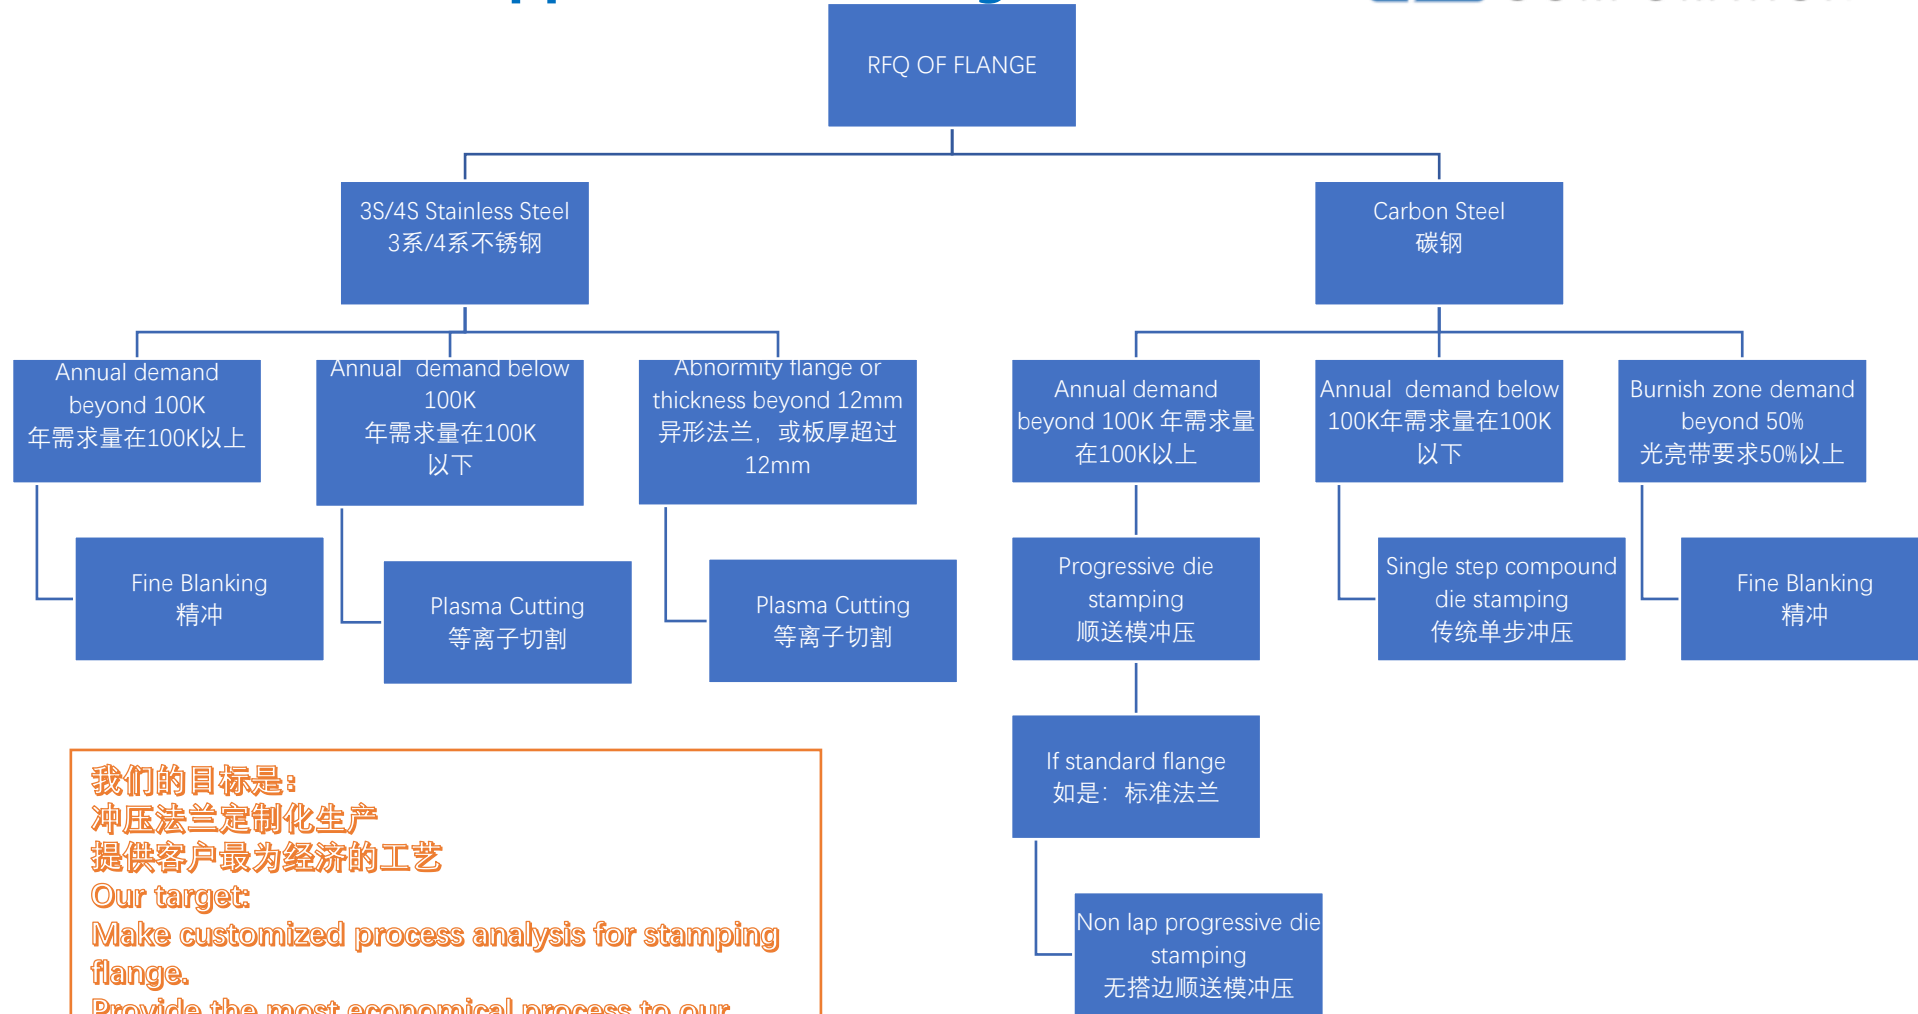 RFQ OF FLANGE
3S/4S Stainless Steel
3系/4系不锈钢
Carbon Steel
碳钢
Annual demand
beyond 100K
年需求量在100K以上
Annual  demand below
100K
年需求量在100K
以下
Abnormity flange or
thickness beyond 12mm
异形法兰，或板厚超过
12mm
Annual demand
beyond 100K 年需求量
在100K以上
Annual  demand below
100K年需求量在100K
以下
Burnish zone demand
beyond 50%
光亮带要求50%以上
Fine Blanking
精冲
Plasma Cutting
等离子切割
Plasma Cutting
等离子切割
Progressive die
stamping
顺送模冲压
Single step compound
die stamping
传统单步冲压
Fine Blanking
精冲
If standard flange
如是：标准法兰
Non lap progressive die
stamping
无搭边顺送模冲压
我们的目标是：
冲压法兰定制化生产
提供客户最为经济的工艺
Our target:
Make customized process analysis for stamping
flange.
Provide the most economical process to our